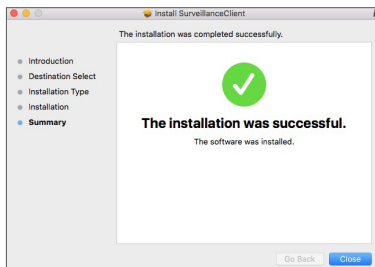 Install SurveillanceClient
The installation was completed successfully.
Introduction
Destination Select
Installation Type
Installation
Summary
The installation was successful.
The software was installed.
Go Back
Close